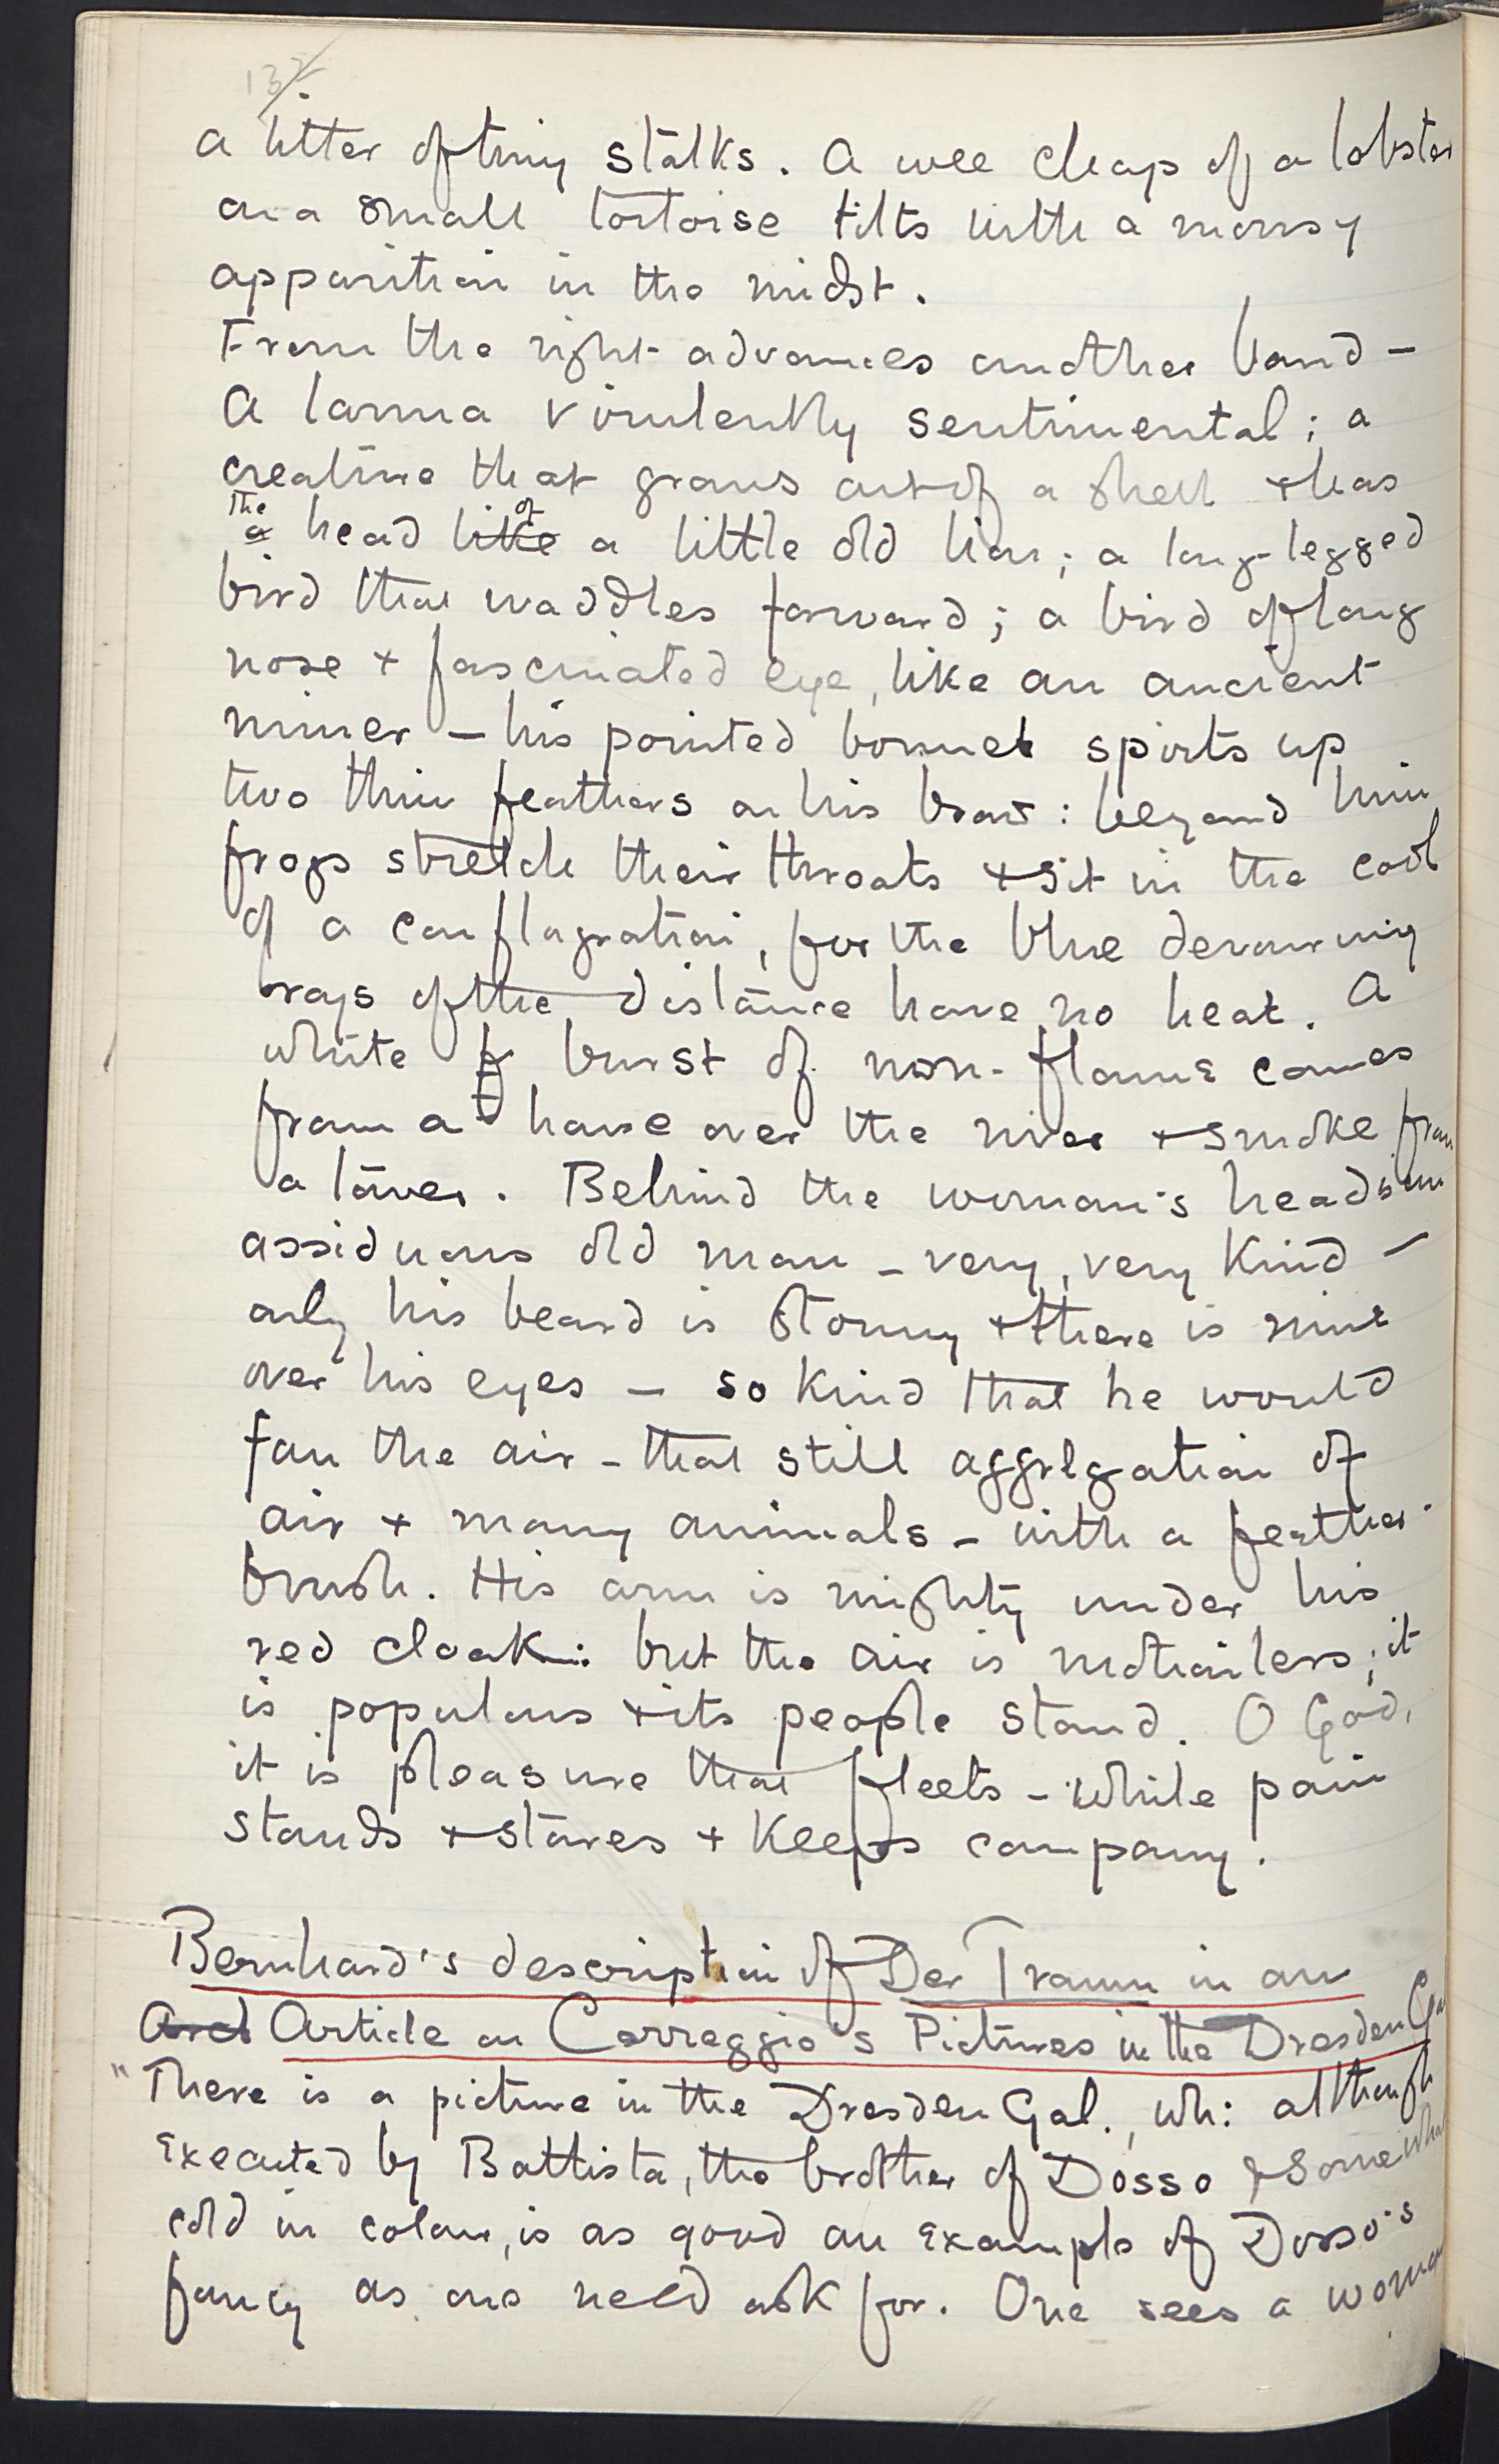 132
a litter of tiny stalks. A wee chap of a lobster
on a small tortoise tilts with a mousy
apparition in the midst.
From the right advances another band –
A lamia virulently sentimental; a
creature that grows out of a shell + has
the
a head like of a little old lion; a long-legged
bird that waddles forward; a bird of long
nose + fascinated eye, like an ancient
miner – his pointed bonnet spirts up
two thin feathers on his brow: beyond him
frogs stretch their throats + sit in the cool
of a conflagration, for the blue devouring
rays of the distance have no heat. A
white burst of non-flame comes
from a house over the river + smoke from
a tower. Behind the woman's head is an
assiduous old man – very, very kind –
only his beard is stormy + there is
over his eyes – so kind that he would
fan the air – that still aggregation of
air + many animals – with a feather-
brush. His arm is mighty under his
red cloak: but the air is motionless; it
is populous + its people stand. O God,
it is pleasure that fleets – while pain
stands + stares + keeps company.
Bernhard's description of Der Traum in an
Article on Correggio's Pictures in the Dresden Gal
"There is a picture in the Dresden Gal., wh: although
executed by Battista, the brother of Dosso & somewhat
cold in colour, is as good an example of Dosso's
fancy as one need ask for. One sees a woman